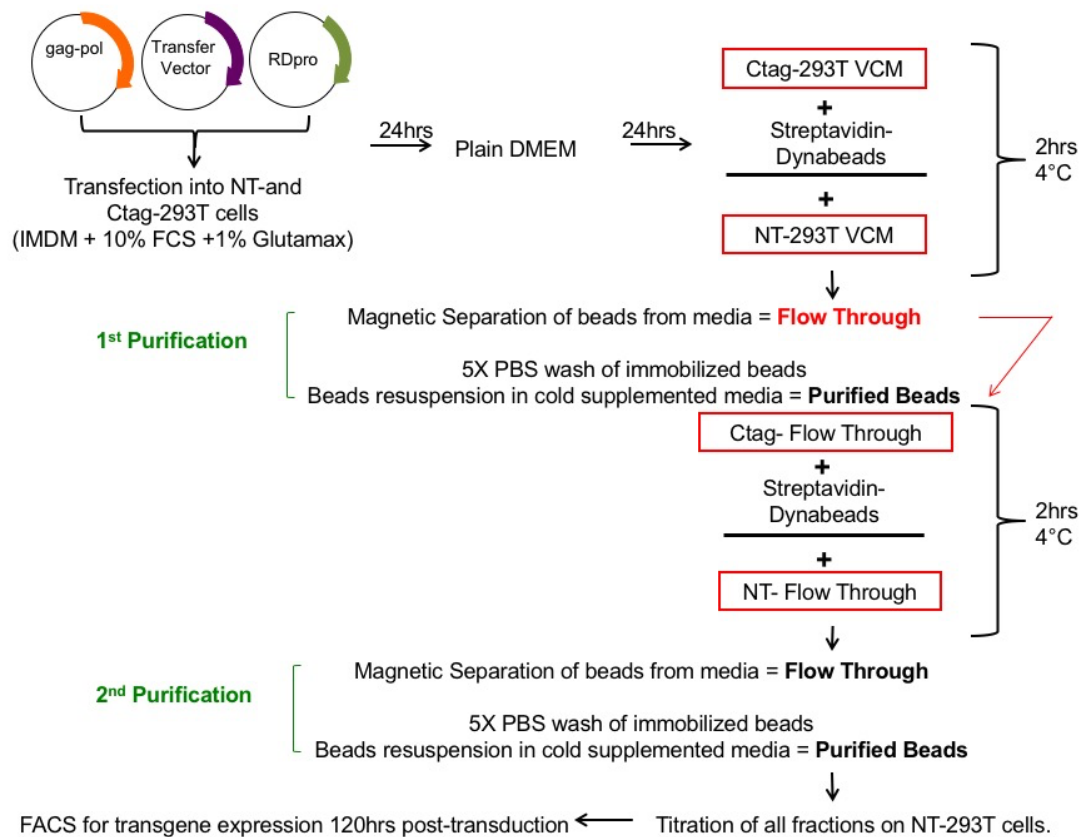 gag-pol
Transfer
Vector
RDpro
Transfection into NT-and
Ctag-293T cells
(IMDM + 10% FCS +1% Glutamax)
24hrs
Plain DMEM
24hrs
Ctag-293T VCM
+
Streptavidin-
Dynabeads
+
NT-293T VCM
2hrs
4°C
1st Purification
Magnetic Separation of beads from media = Flow Through
5X PBS wash of immobilized beads
Beads resuspension in cold supplemented media = Purified Beads
Ctag- Flow Through
+
Streptavidin-
Dynabeads
+
NT- Flow Through
2hrs
4°C
2nd Purification
Magnetic Separation of beads from media = Flow Through
5X PBS wash of immobilized beads
Beads resuspension in cold supplemented media = Purified Beads
Titration of all fractions on NT-293T cells.
FACS for transgene expression 120hrs post-transduction